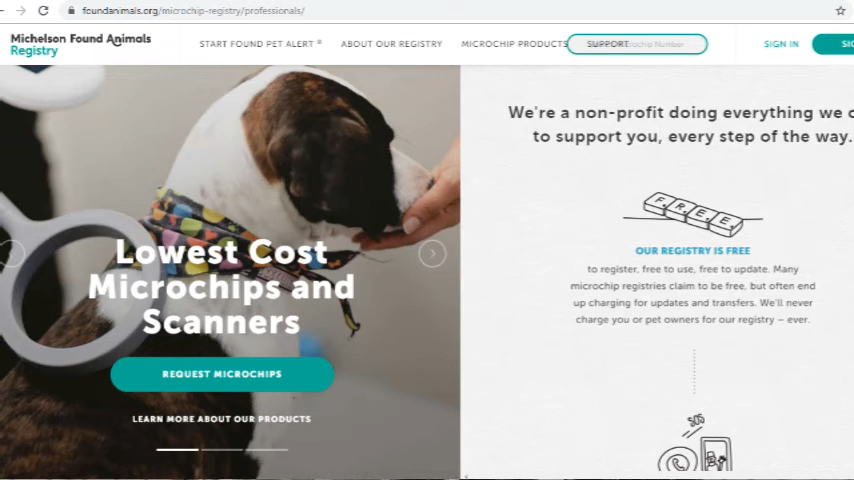 foundanimals.org/microchip-registry/professionals/
Michelson Found Animals
Registry
START FOUND PET ALERT ®
ABOUT OUR REGISTRY
MICROCHIP PRODUCTS
SUPPORT
Microchip Number
SIGN IN
We're a non-profit doing everything we
to support you, every step of the way.
F.R.E.E.
OUR REGISTRY IS FREE
to register, free to use, free to update. Many
microchip registries claim to be free, but often end
up charging for updates and transfers. We'll never
charge you or pet owners for our registry – ever.
SOS
Lowest Cost
Microchips and
Scanners
REQUEST MICROCHIPS
LEARN MORE ABOUT OUR PRODUCTS